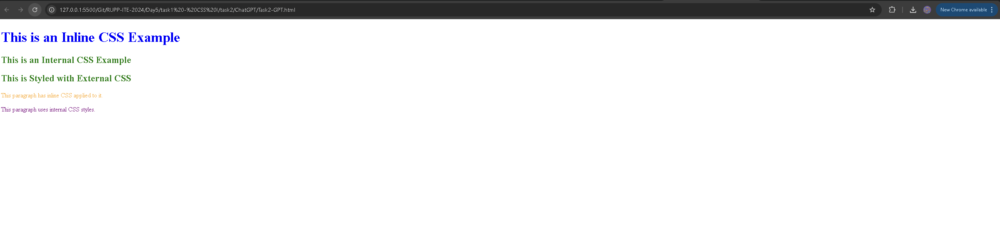 127.0.0.1:5500/Git/RUPP-ITE-2024/Day5/task1%20-%20CSS%20I/task2/ChatGPT/Task2-GPT.html
New Chrome available
This is an Inline CSS Example
This is an Internal CSS Example
This is Styled with External CSS
This paragraph has inline CSS applied to it.
This paragraph uses internal CSS styles.